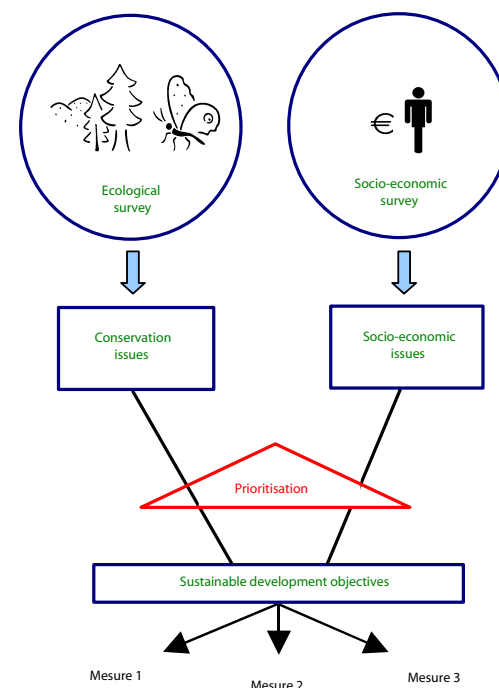 Ecological
survey
€
Socio-economic
survey
Conservation
issues
Socio-economic
issues
Prioritisation
Sustainable development objectives
Mesure 1
Mesure 2
Mesure 3